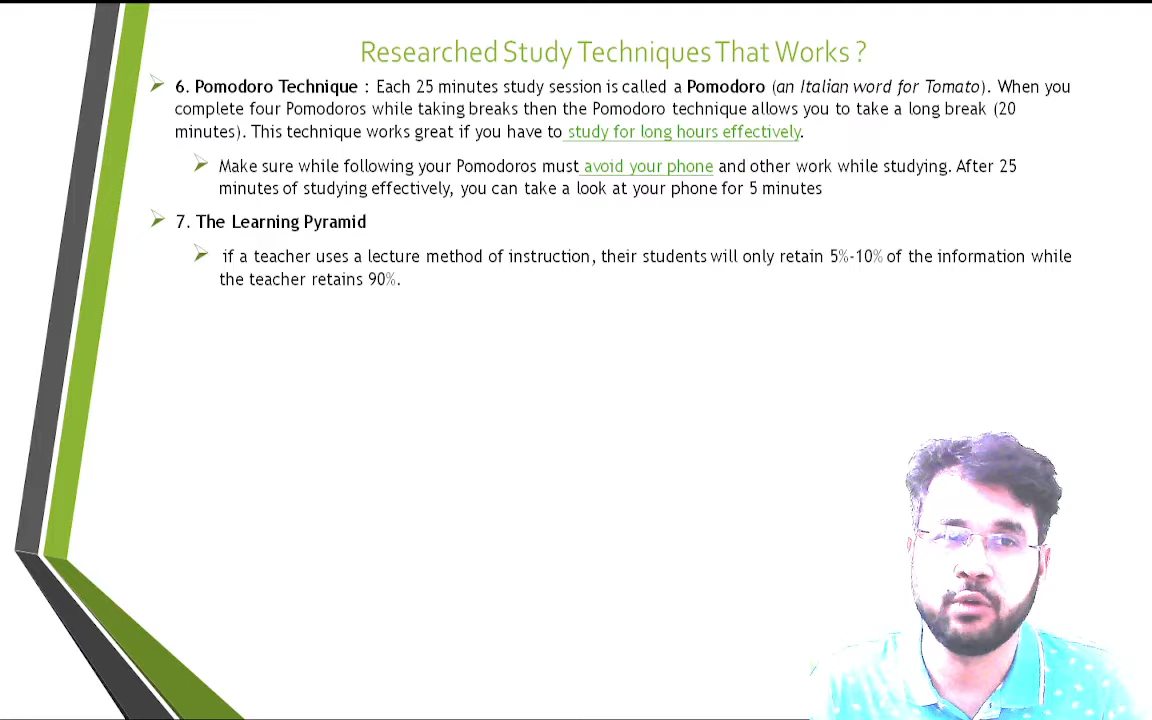 Researched Study Techniques That Works ?
6. Pomodoro Technique : Each 25 minutes study session is called a Pomodoro (an Italian word for Tomato). When you
complete four Pomodoros while taking breaks then the Pomodoro technique allows you to take a long break (20
minutes). This technique works great if you have to study for long hours effectively.
Make sure while following your Pomodoros must avoid your phone and other work while studying. After 25
minutes of studying effectively, you can take a look at your phone for 5 minutes
7. The Learning Pyramid
if a teacher uses a lecture method of instruction, their students will only retain 5%-10% of the information while
the teacher retains 90%.